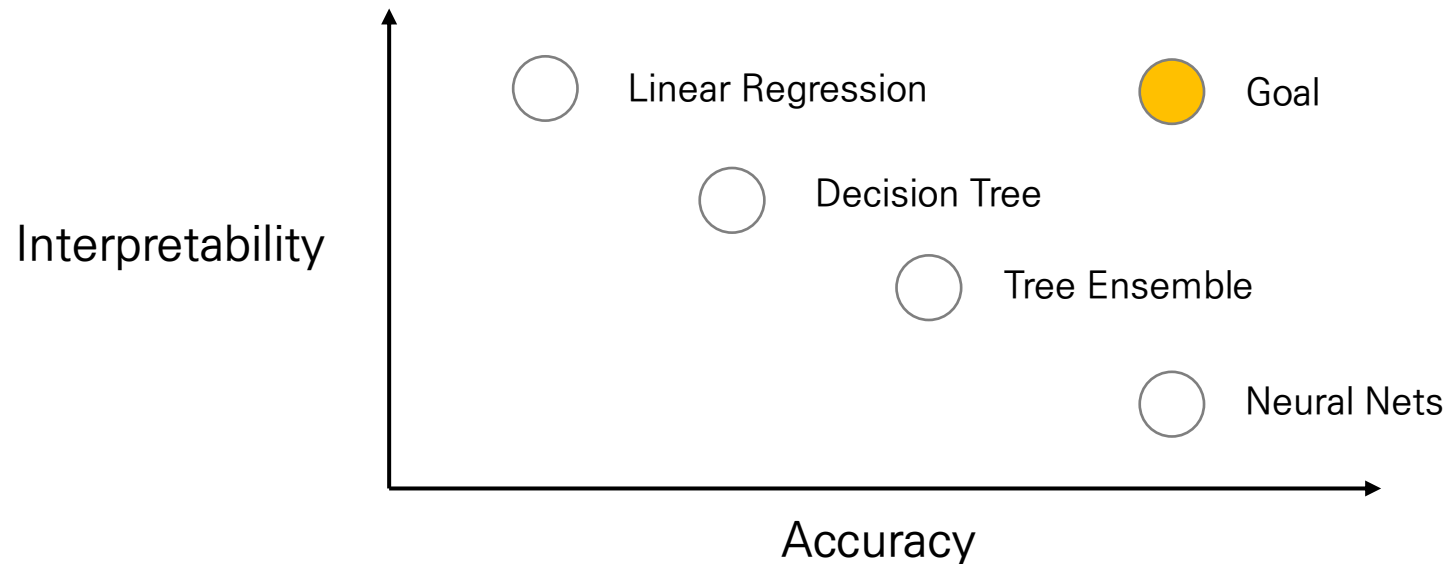 Linear Regression
Goal
Decision Tree
Interpretability
Tree Ensemble
Neural Nets
Accuracy